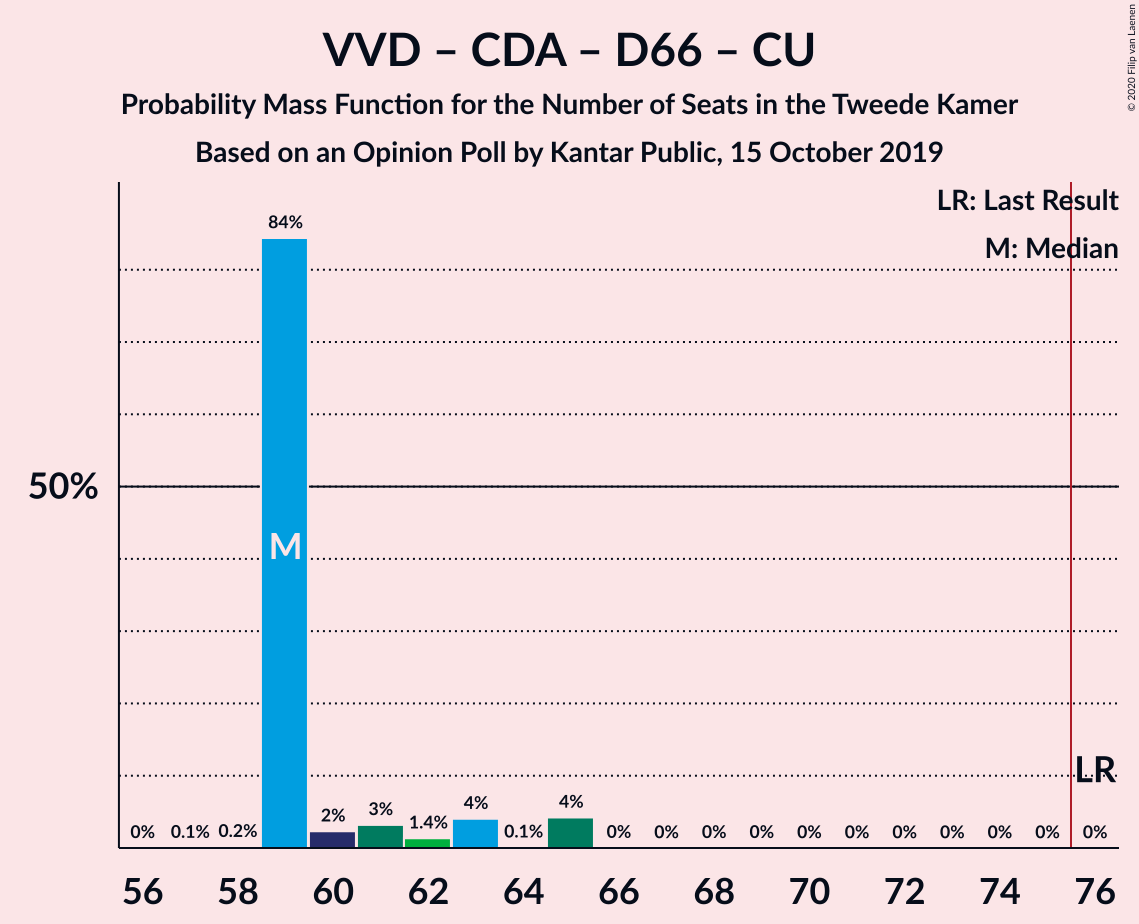 VVD – CDA – D66 – CU
Probability Mass Function for the Number of Seats in the Tweede Kamer
Based on an Opinion Poll by Kantar Public, 15 October 2019
© 2020 Filip van Laenen
LR: Last Result
M: Median
84%
50%
M
LR
0% 0.1% 0.2% 2% 3% 1.4% 4% 0.1% 4% 0% 0% 0% 0% 0% 0% 0% 0% 0% 0% 0%
56 58 60 62 64 66 68 70 72 74 76